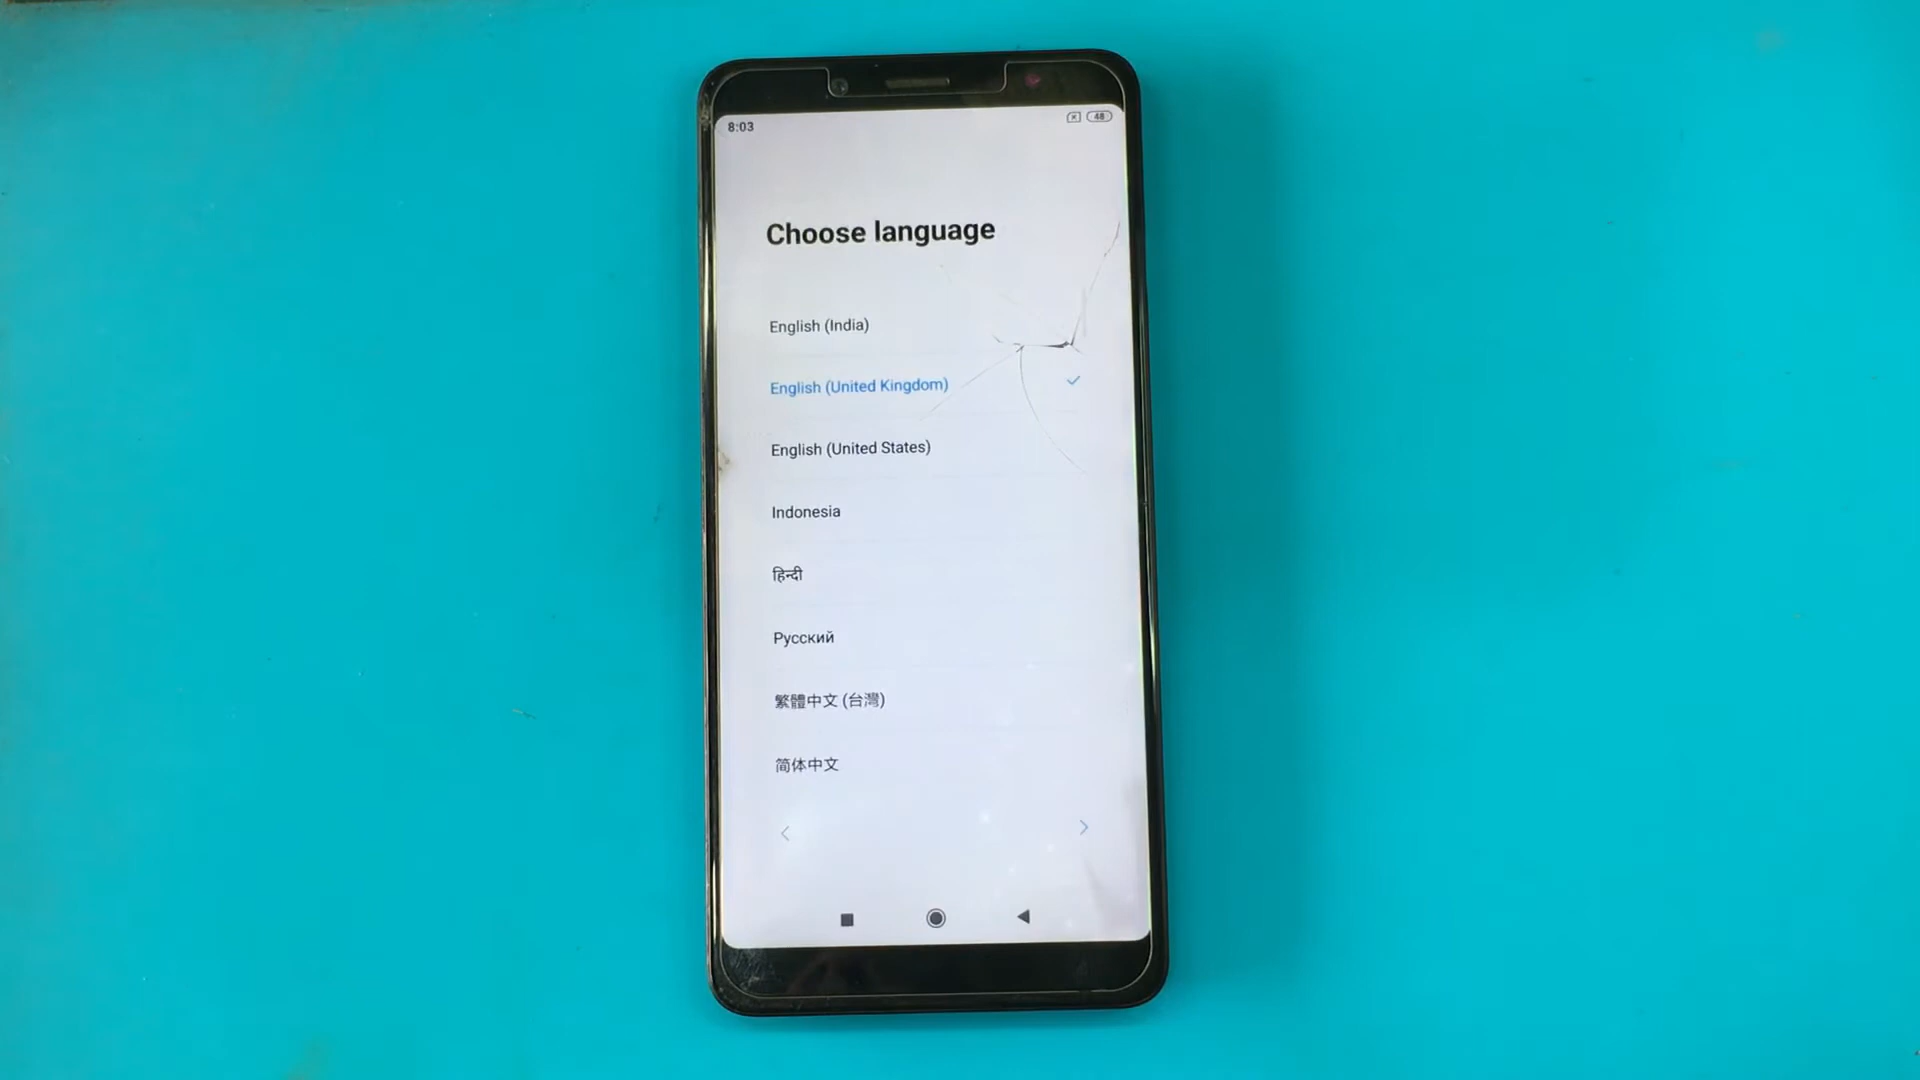 8:03
48
Choose language
English (India)
English (United Kingdom)
English (United States)
Indonesia
हिन्दी
Русский
繁體中文 (台灣)
简体中文